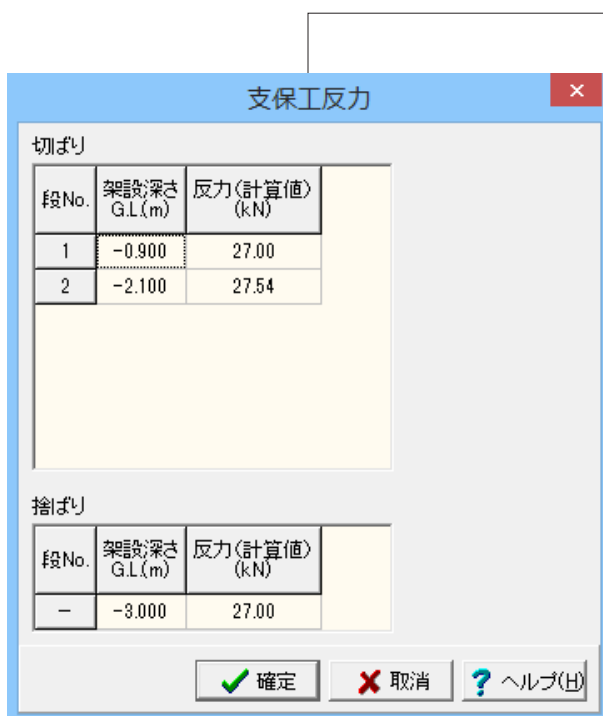 支保工反力
切ばり
段No. 架設深さ G.L.(m) 反力(計算値) (kN)
1 -0.900 27.00
2 -2.100 27.54
捨ばり
段No. 架設深さ G.L.(m) 反力(計算値) (kN)
- -3.000 27.00
確定 取消 ヘルプ(H)